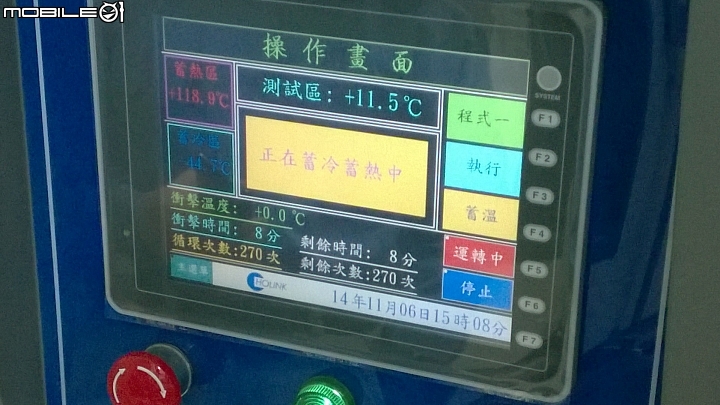 MOBILE01
操作畫面
蓄熱區
+118.9℃
測試區: +11.5℃
蓄冷區
-44.7℃
正在蓄冷蓄熱中
程式一
執行
蓄溫
運轉中
停止
衝擊溫度: +0.0℃
衝擊時間: 8分
循環次數:270次
剩餘時間: 8分
剩餘次數:270次
主選單
CHOLINK
14年11月06日15時08分
SYSTEM
F1
F2
F3
F4
F5
F6
F7